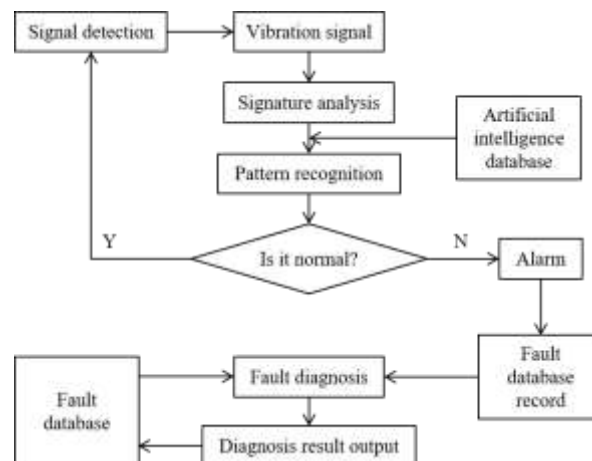 Signal detection
Vibration signal
Signature analysis
Artificial
intelligence
database
Pattern recognition
Y
Is it normal?
N
Alarm
Fault
database
Fault diagnosis
Fault
database
record
Diagnosis result output